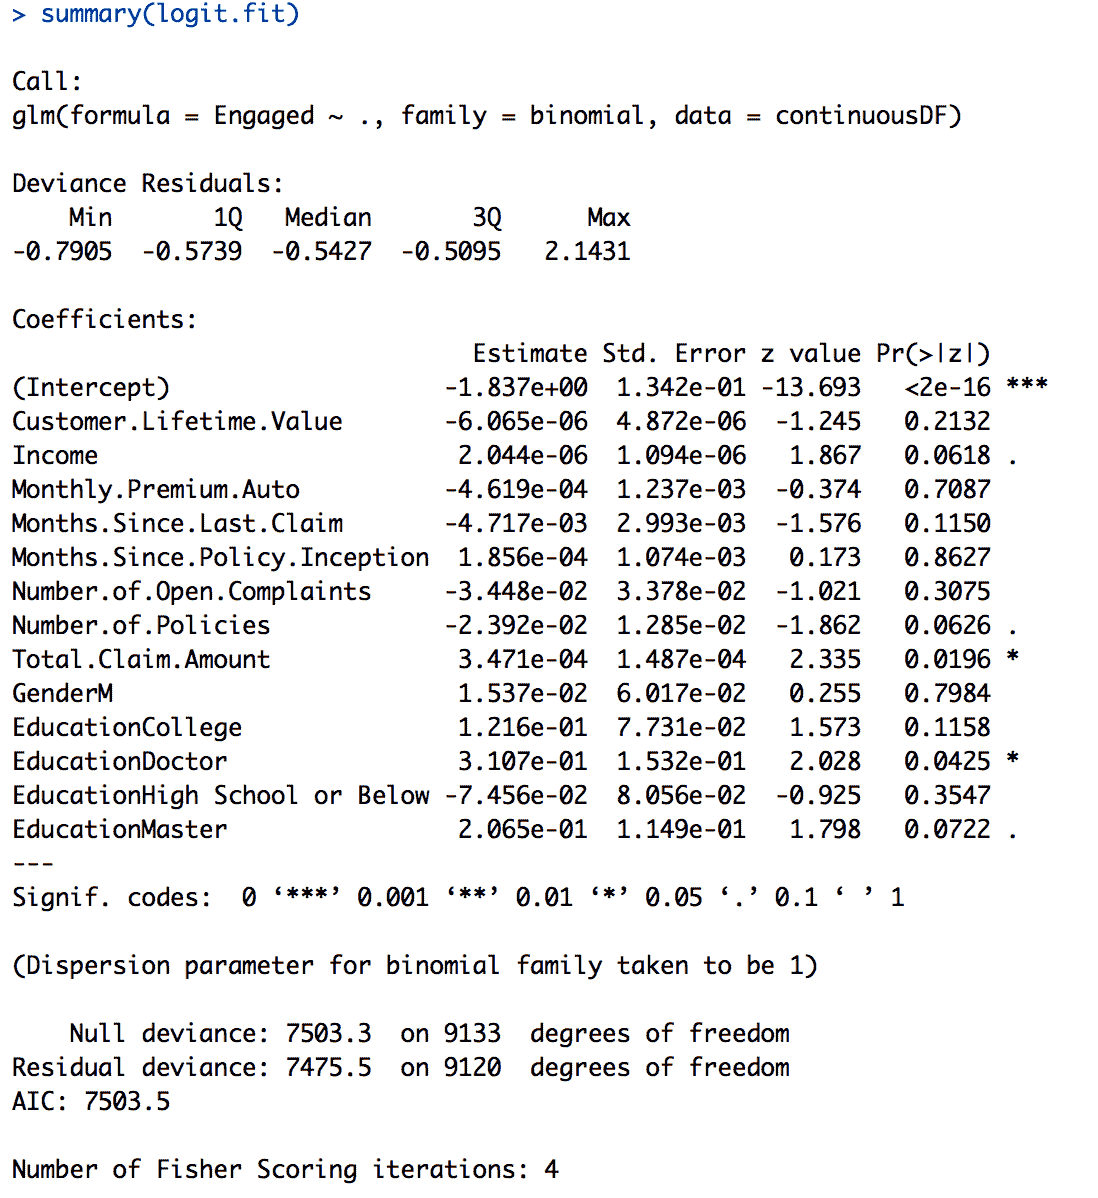 > summary(logit.fit)
Call:
glm(formula = Engaged ~ ., family = binomial, data = continuousDF)
Deviance Residuals:
Min 1Q Median 3Q Max
-0.7905 -0.5739 -0.5427 -0.5095 2.1431
Coefficients:
Estimate Std. Error z value Pr(>|z|)
(Intercept) -1.837e+00 1.342e-01 -13.693 <2e-16 ***
Customer.Lifetime.Value -6.065e-06 4.872e-06 -1.245 0.2132
Income 2.044e-06 1.094e-06 1.867 0.0618 .
Monthly.Premium.Auto -4.619e-04 1.237e-03 -0.374 0.7087
Months.Since.Last.Claim -4.717e-03 2.993e-03 -1.576 0.1150
Months.Since.Policy.Inception 1.856e-04 1.074e-03 0.173 0.8627
Number.of.Open.Complaints -3.448e-02 3.378e-02 -1.021 0.3075
Number.of.Policies -2.392e-02 1.285e-02 -1.862 0.0626 .
Total.Claim.Amount 3.471e-04 1.487e-04 2.335 0.0196 *
GenderM 1.537e-02 6.017e-02 0.255 0.7984
EducationCollege 1.216e-01 7.731e-02 1.573 0.1158
EducationDoctor 3.107e-01 1.532e-01 2.028 0.0425 *
EducationHigh School or Below -7.456e-02 8.056e-02 -0.925 0.3547
EducationMaster 2.065e-01 1.149e-01 1.798 0.0722 .
---
Signif. codes: 0 ‘***’ 0.001 ‘**’ 0.01 ‘*’ 0.05 ‘.’ 0.1 ‘ ’ 1
(Dispersion parameter for binomial family taken to be 1)
Null deviance: 7503.3 on 9133 degrees of freedom
Residual deviance: 7475.5 on 9120 degrees of freedom
AIC: 7503.5
Number of Fisher Scoring iterations: 4